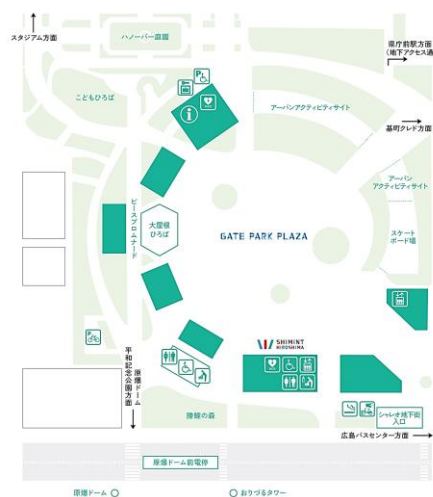 スタジアム方面
ハノーバー庭園
県庁前駅方面
(地下アクセス通
P
こどもひろば
i
アーバンアクティビティサイト
基町クレド方面
アーバン
アクティビティサイト
ピースプロムナード
大屋根
ひろば
GATE PARK PLAZA
スケート
ボード場
SHIMINT
HIROSHIMA
原爆ドーム
平和記念公園方面
被爆の森
シャレオ地下街
入口
広島バスセンター方面
原爆ドーム前電停
原爆ドーム
おりづるタワー